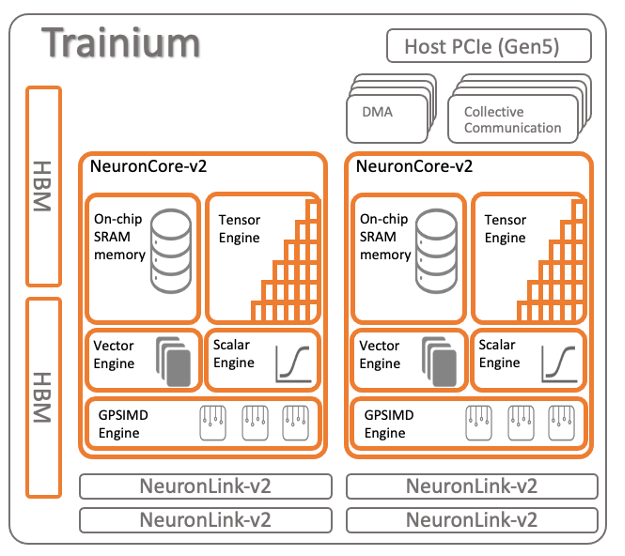 Trainium
Host PCIe (Gen5)
DMA
Collective
Communication
HBM
HBM
NeuronCore-v2
On-chip
SRAM
memory
Tensor
Engine
Vector
Engine
Scalar
Engine
GPSIMD
Engine
NeuronCore-v2
On-chip
SRAM
memory
Tensor
Engine
Vector
Engine
Scalar
Engine
GPSIMD
Engine
NeuronLink-v2
NeuronLink-v2
NeuronLink-v2
NeuronLink-v2